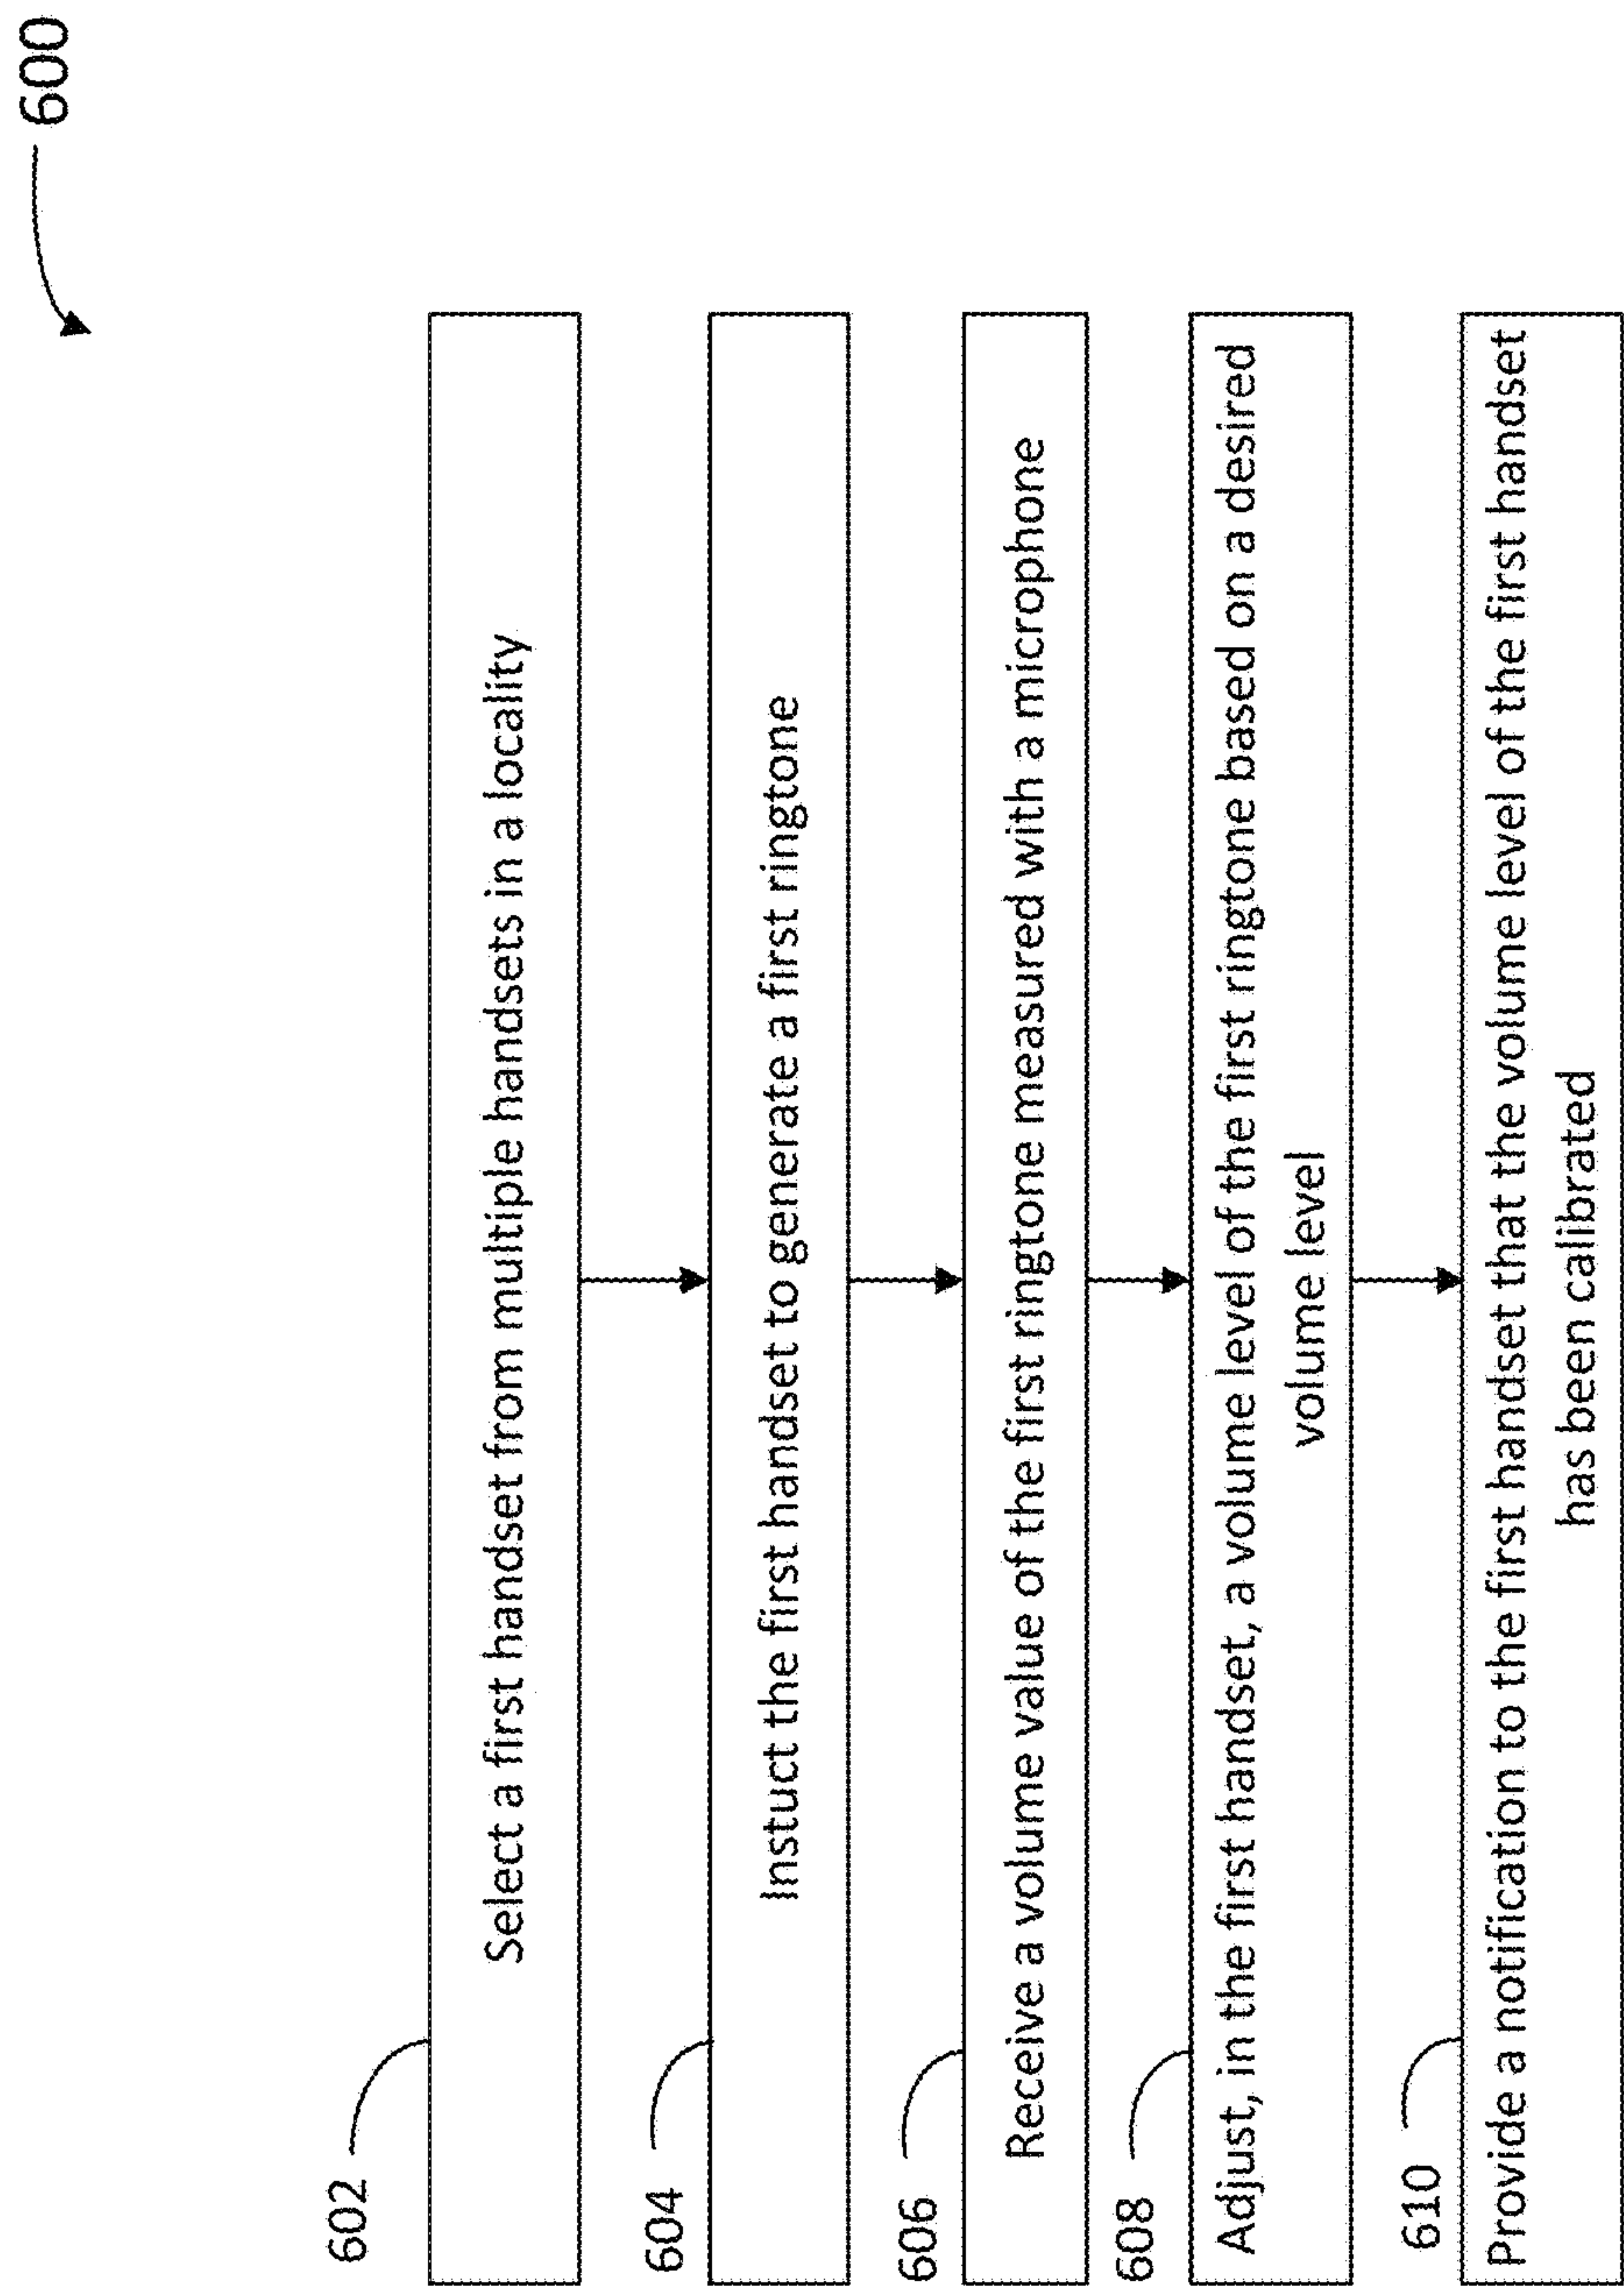 600
602
Select a first handset from multiple handsets in a locality
604
Instuct the first handset to generate a first ringtone
606
Receive a volume value of the first ringtone measured with a microphone
608
Adjust, in the first handset, a volume level of the first ringtone based on a desired
volume level
610
Provide a notification to the first handset that the volume level of the first handset
has been calibrated